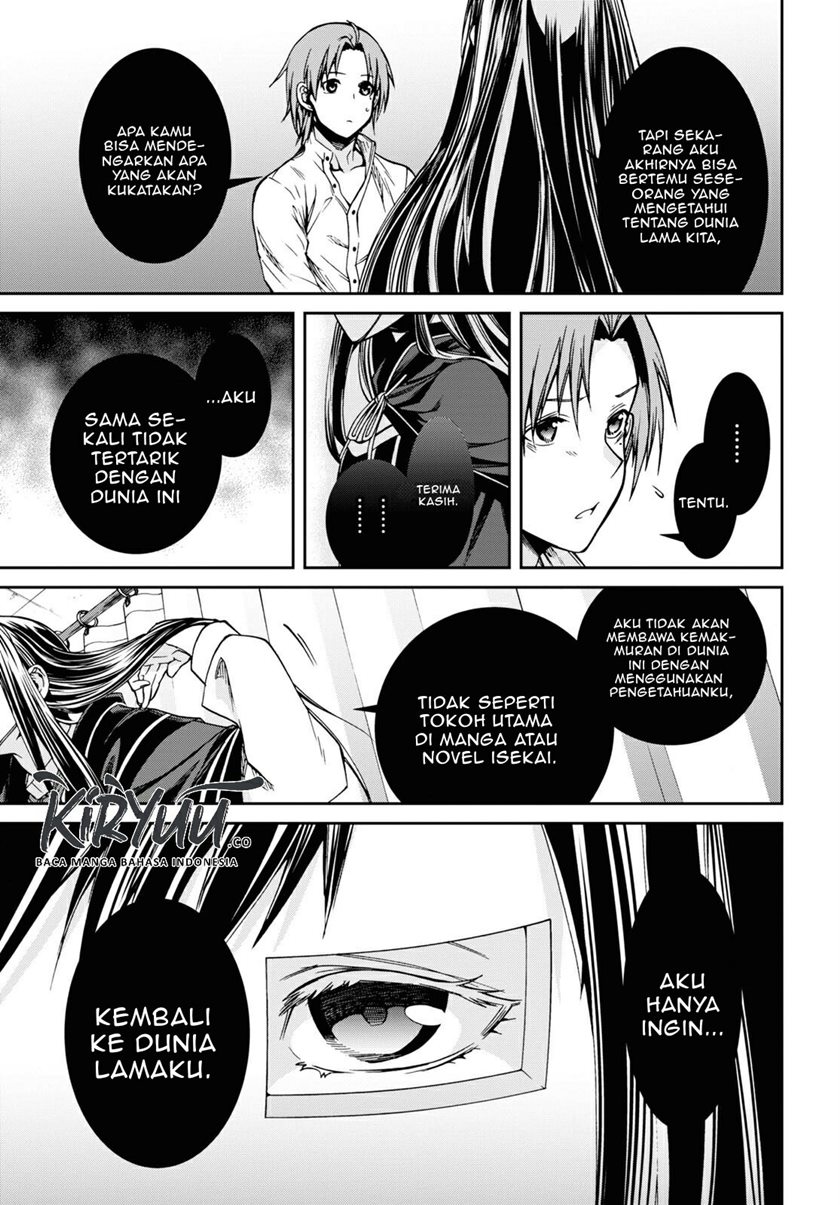 TAPI SEKA-
RANG AKU
AKHIRNYA BISA
BERTEMU SESE-
ORANG YANG
MENGETAHUI
TENTANG DUNIA
LAMA KITA,
APA KAMU
BISA MENDE-
NGARKAN APA
YANG AKAN
KUKATAKAN?
......
TENTU.
TERIMA
KASIH.
......
...AKU
SAMA SE-
KALI TIDAK
TERTARIK
DENGAN
DUNIA INI
AKU TIDAK AKAN
MEMBAWA KEMAK-
MURAN DI DUNIA
INI DENGAN
MENGGUNAKAN
PENGETAHUANKU,
TIDAK SEPERTI
TOKOH UTAMA
DI MANGA ATAU
NOVEL ISEKAI.
KIRYUU.CO
BACA MANGA BAHASA INDONESIA
AKU
HANYA
INGIN...
KEMBALI
KE DUNIA
LAMAKU.